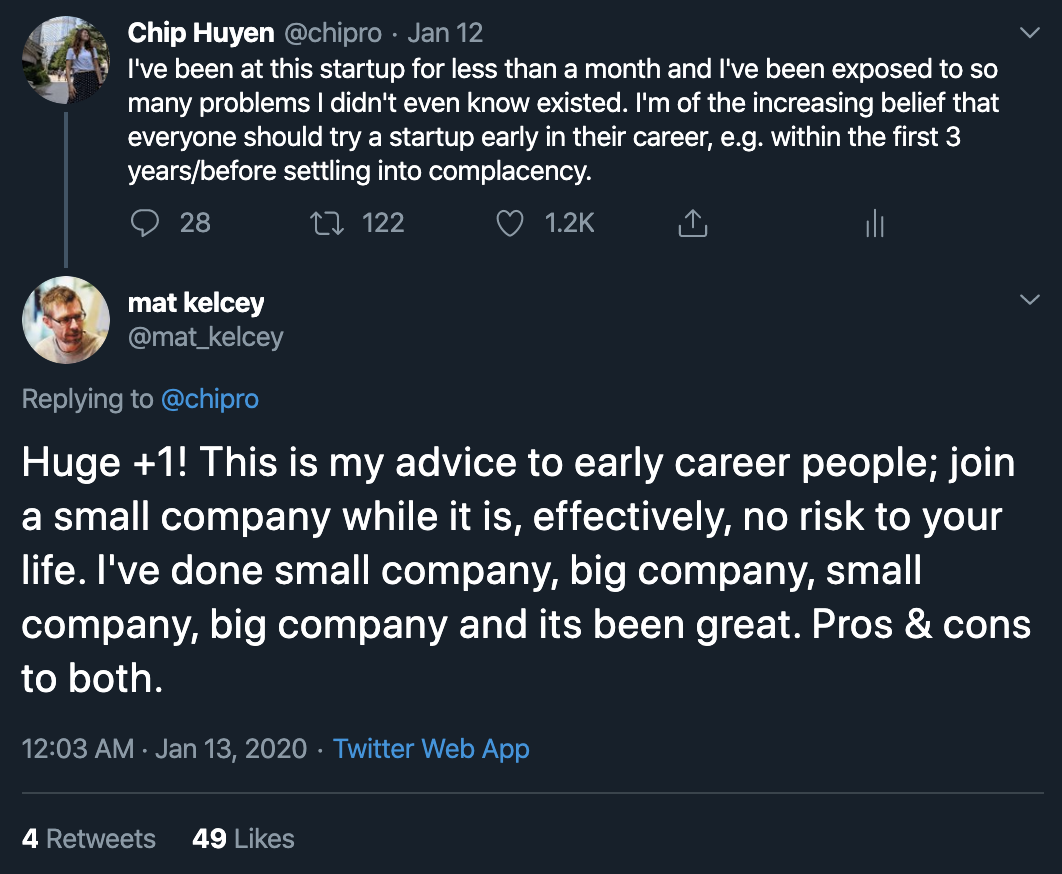 Chip Huyen @chipro · Jan 12
I've been at this startup for less than a month and I've been exposed to so
many problems I didn't even know existed. I'm of the increasing belief that
everyone should try a startup early in their career, e.g. within the first 3
years/before settling into complacency.
28 122 1.2K
mat kelcey
@mat_kelcey
Replying to @chipro
Huge +1! This is my advice to early career people; join
a small company while it is, effectively, no risk to your
life. I've done small company, big company, small
company, big company and its been great. Pros & cons
to both.
12:03 AM · Jan 13, 2020 · Twitter Web App
4 Retweets 49 Likes